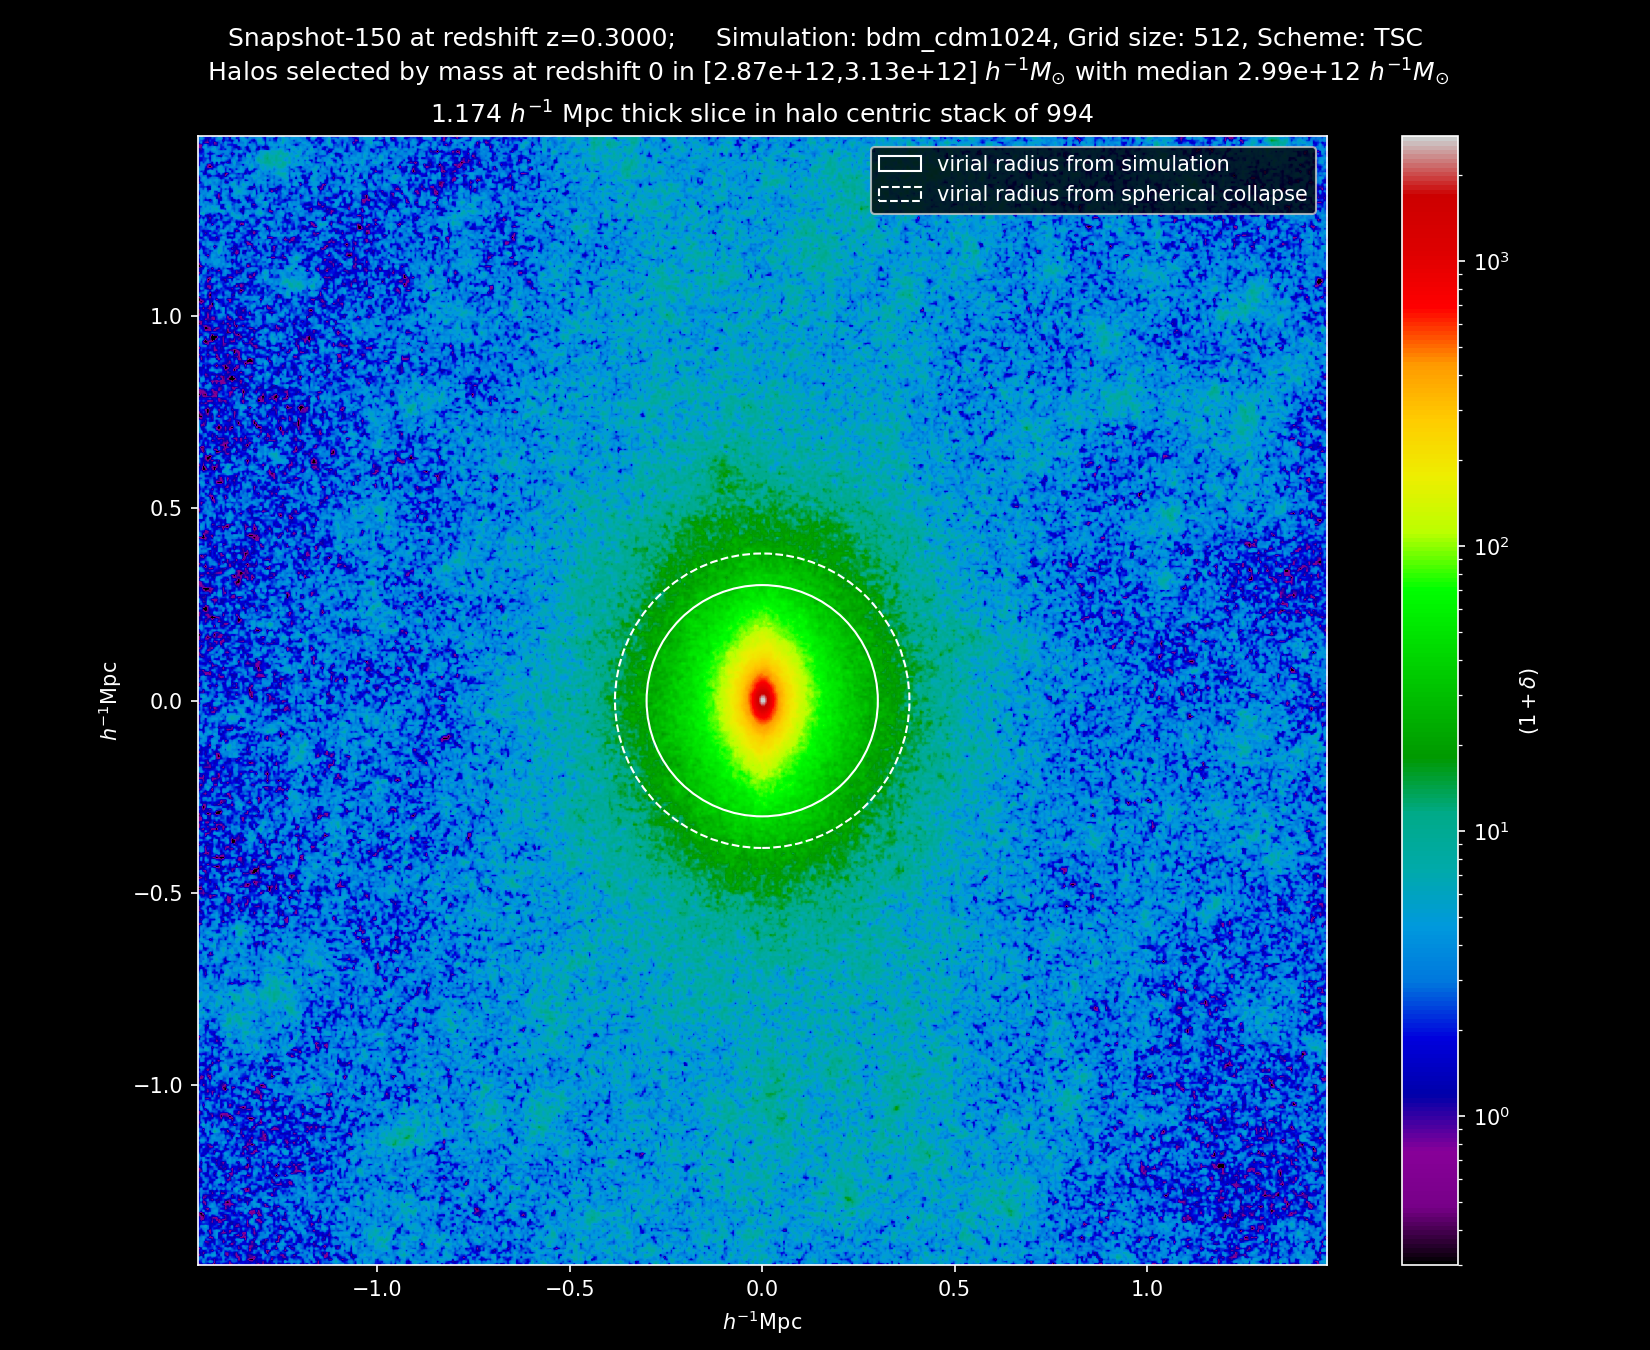 Snapshot-150 at redshift z=0.3000;     Simulation: bdm_cdm1024, Grid size: 512, Scheme: TSC
Halos selected by mass at redshift 0 in [2.87e+12,3.13e+12] h⁻¹M⊙ with median 2.99e+12 h⁻¹M⊙
1.174 h⁻¹ Mpc thick slice in halo centric stack of 994
virial radius from simulation
virial radius from spherical collapse
1.0
0.5
0.0
−0.5
−1.0
h⁻¹Mpc
−1.0
−0.5
0.0
0.5
1.0
h⁻¹Mpc
10³
10²
10¹
10⁰
(1 + δ)